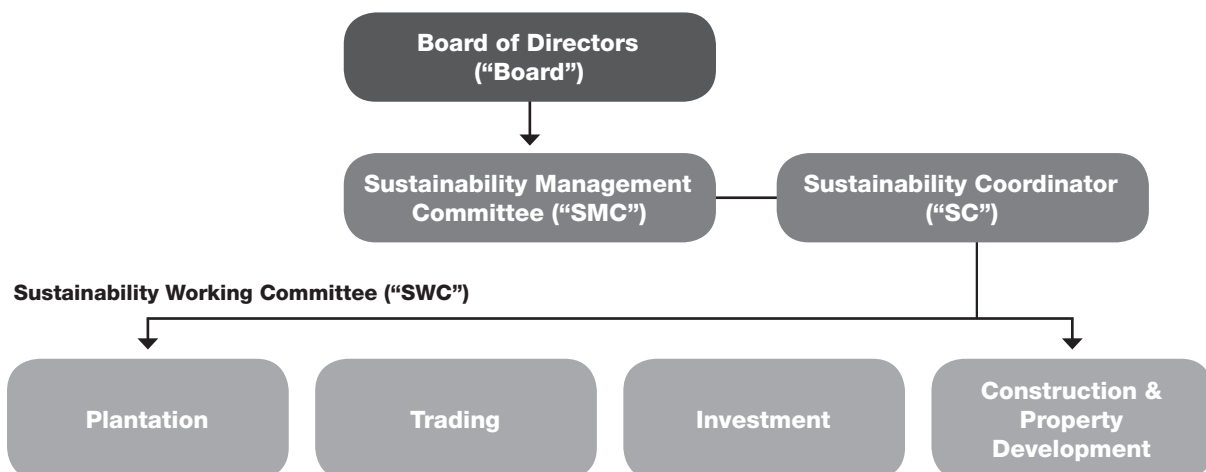 Board of Directors
(“Board”)
Sustainability Management
Committee (“SMC”)
Sustainability Coordinator
(“SC”)
Sustainability Working Committee (“SWC”)
Plantation
Trading
Investment
Construction &
Property
Development